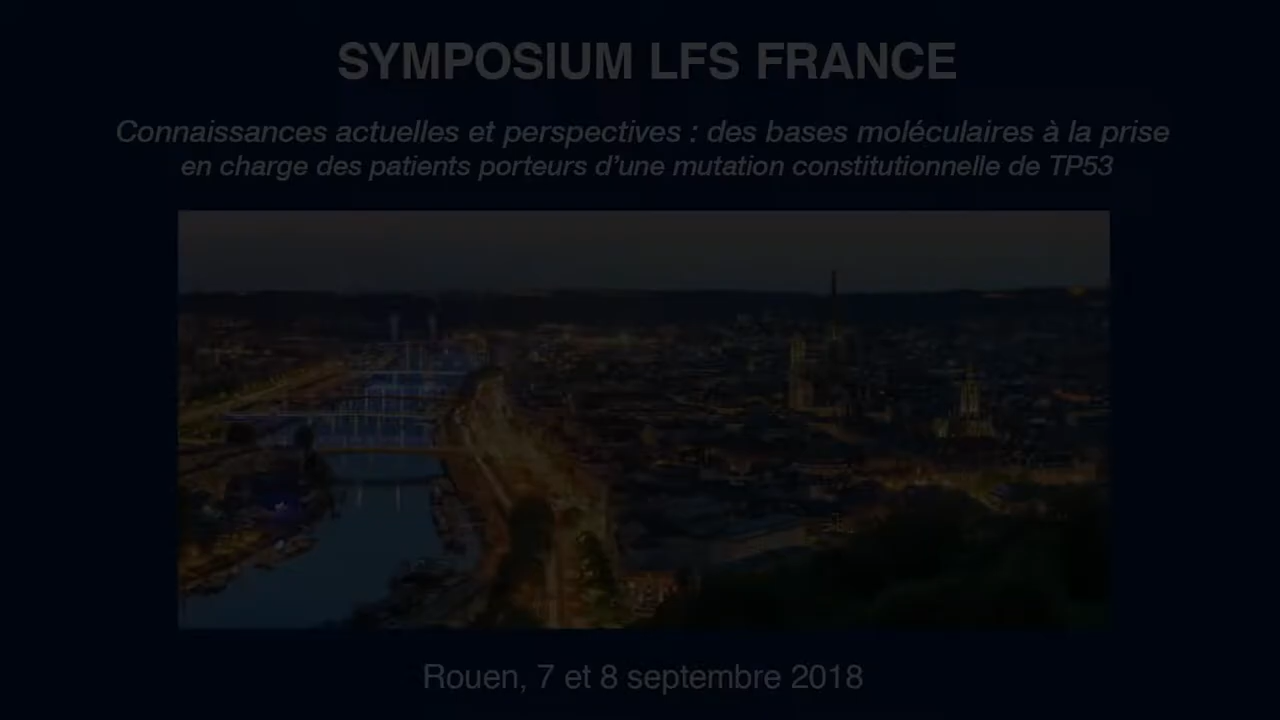 SYMPOSIUM LFS FRANCE
Connaissances actuelles et perspectives : des bases moléculaires à la prise
en charge des patients porteurs d’une mutation constitutionnelle de TP53
Rouen, 7 et 8 septembre 2018